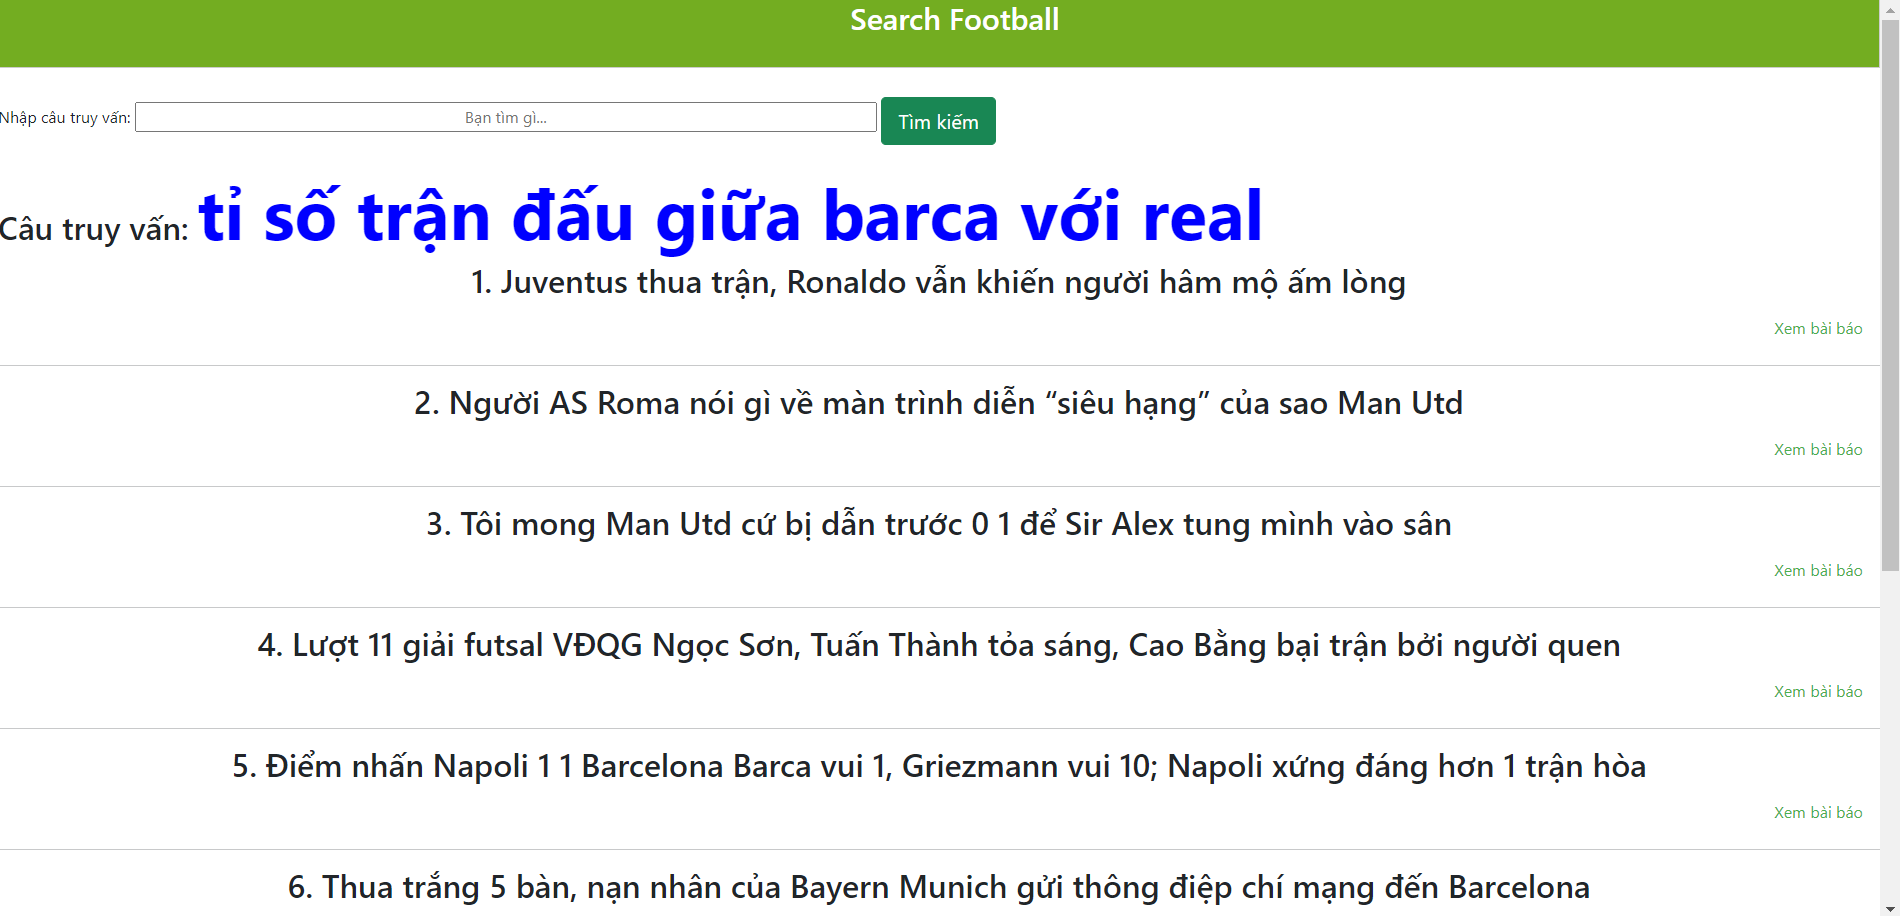 Search Football
Nhập câu truy vấn: Bạn tìm gì... Tìm kiếm
Câu truy vấn: tỉ số trận đấu giữa barca với real
1. Juventus thua trận, Ronaldo vẫn khiến người hâm mộ ấm lòng
Xem bài báo
2. Người AS Roma nói gì về màn trình diễn “siêu hạng” của sao Man Utd
Xem bài báo
3. Tôi mong Man Utd cứ bị dẫn trước 0 1 để Sir Alex tung mình vào sân
Xem bài báo
4. Lượt 11 giải futsal VĐQG Ngọc Sơn, Tuấn Thành tỏa sáng, Cao Bằng bại trận bởi người quen
Xem bài báo
5. Điểm nhấn Napoli 1 1 Barcelona Barca vui 1, Griezmann vui 10; Napoli xứng đáng hơn 1 trận hòa
Xem bài báo
6. Thua trắng 5 bàn, nạn nhân của Bayern Munich gửi thông điệp chí mạng đến Barcelona